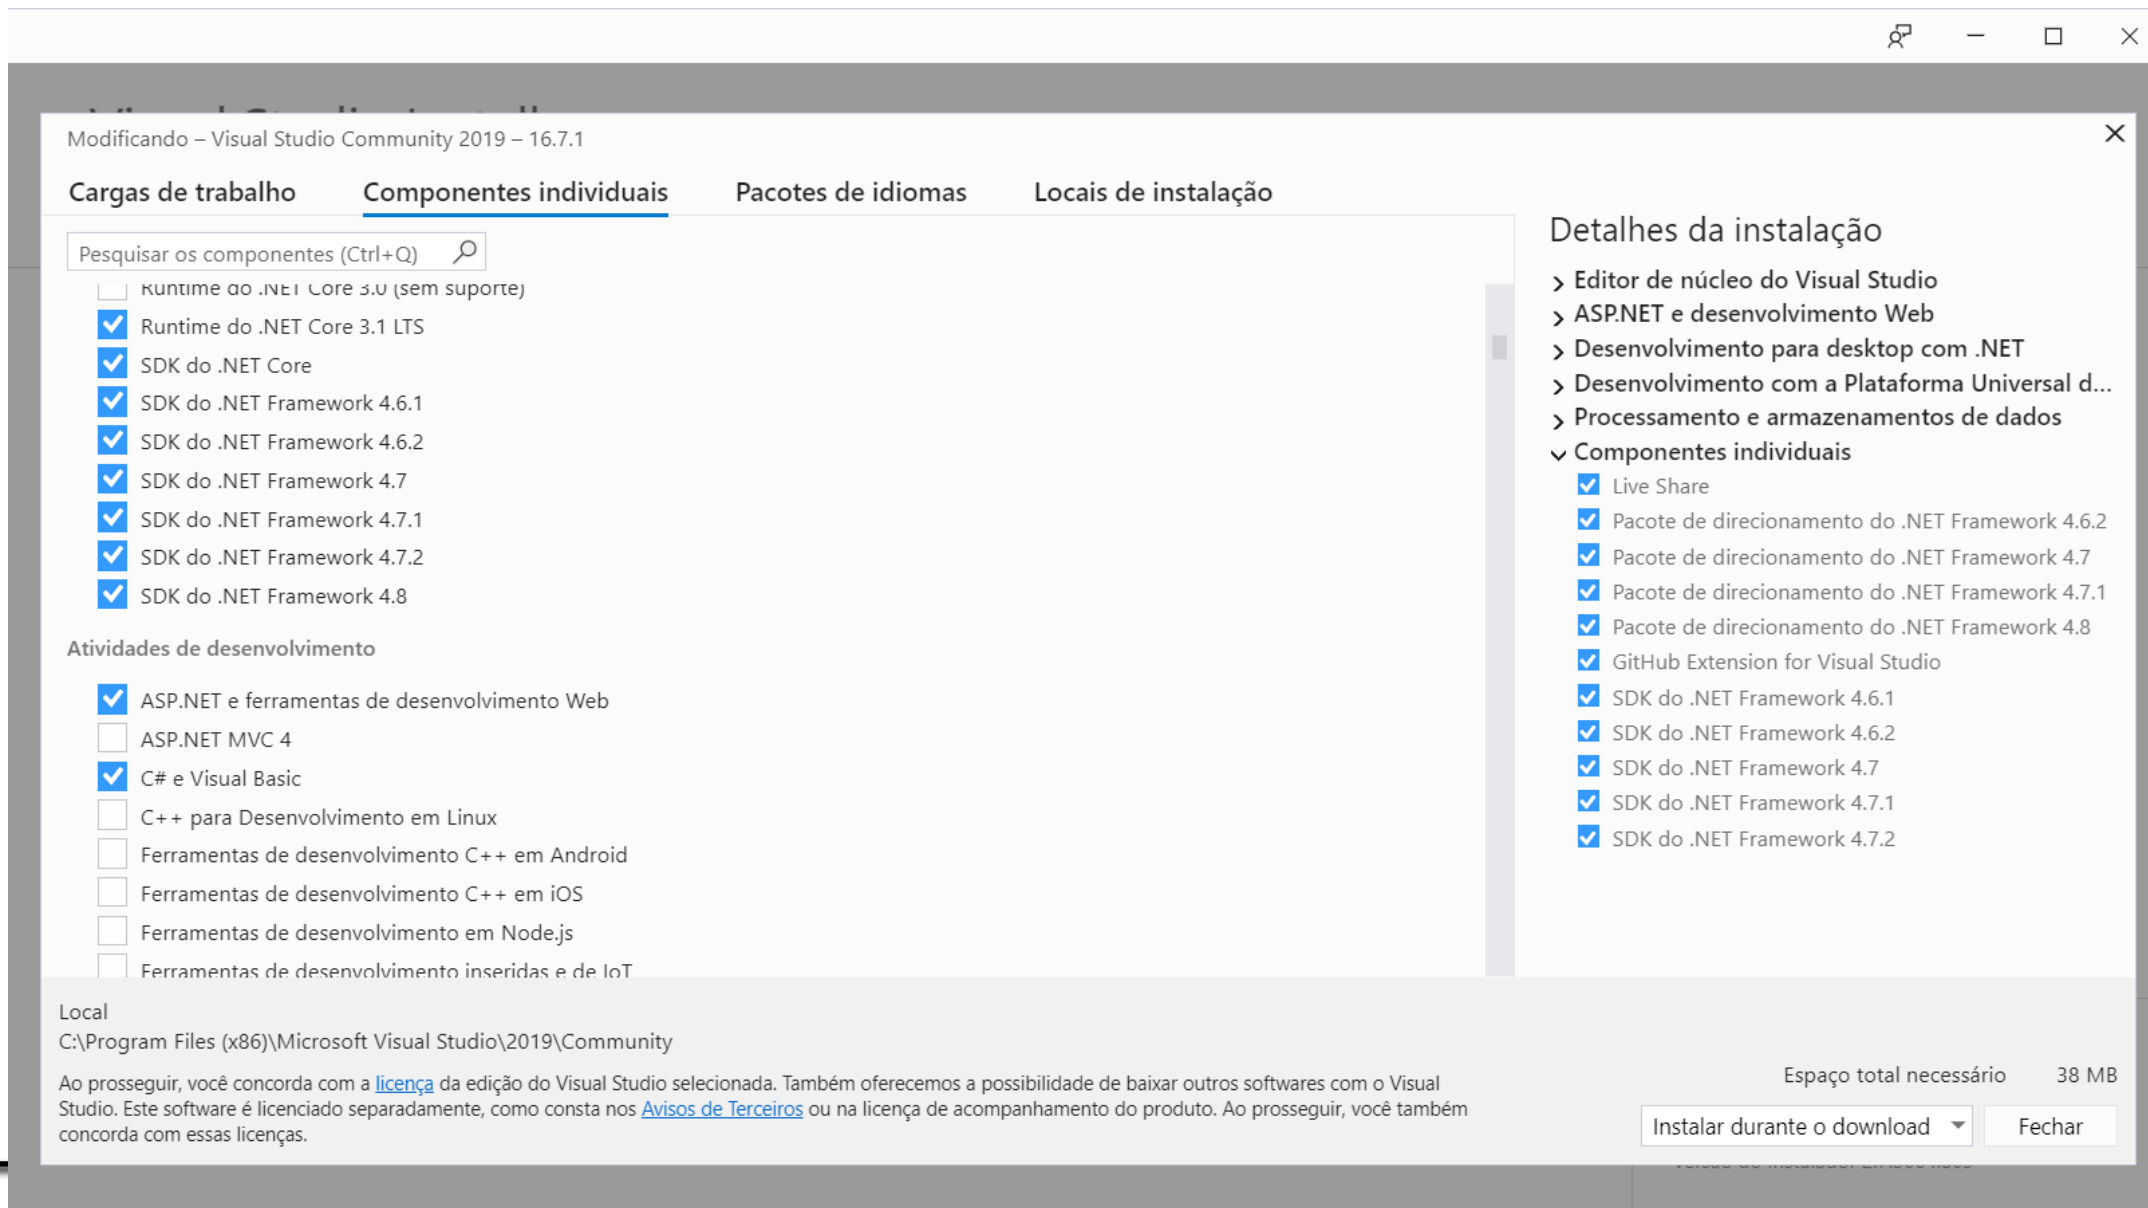 Modificando – Visual Studio Community 2019 – 16.7.1
Cargas de trabalho
Componentes individuais
Pacotes de idiomas
Locais de instalação
Pesquisar os componentes (Ctrl+Q)
Runtime do .NET Core 3.0 (sem suporte)
Runtime do .NET Core 3.1 LTS
SDK do .NET Core
SDK do .NET Framework 4.6.1
SDK do .NET Framework 4.6.2
SDK do .NET Framework 4.7
SDK do .NET Framework 4.7.1
SDK do .NET Framework 4.7.2
SDK do .NET Framework 4.8
Atividades de desenvolvimento
ASP.NET e ferramentas de desenvolvimento Web
ASP.NET MVC 4
C# e Visual Basic
C++ para Desenvolvimento em Linux
Ferramentas de desenvolvimento C++ em Android
Ferramentas de desenvolvimento C++ em iOS
Ferramentas de desenvolvimento em Node.js
Ferramentas de desenvolvimento inseridas e de IoT
Detalhes da instalação
Editor de núcleo do Visual Studio
ASP.NET e desenvolvimento Web
Desenvolvimento para desktop com .NET
Desenvolvimento com a Plataforma Universal d...
Processamento e armazenamentos de dados
Componentes individuais
Live Share
Pacote de direcionamento do .NET Framework 4.6.2
Pacote de direcionamento do .NET Framework 4.7
Pacote de direcionamento do .NET Framework 4.7.1
Pacote de direcionamento do .NET Framework 4.8
GitHub Extension for Visual Studio
SDK do .NET Framework 4.6.1
SDK do .NET Framework 4.6.2
SDK do .NET Framework 4.7
SDK do .NET Framework 4.7.1
SDK do .NET Framework 4.7.2
Local
C:\Program Files (x86)\Microsoft Visual Studio\2019\Community
Ao prosseguir, você concorda com a licença da edição do Visual Studio selecionada. Também oferecemos a possibilidade de baixar outros softwares com o Visual
Studio. Este software é licenciado separadamente, como consta nos Avisos de Terceiros ou na licença de acompanhamento do produto. Ao prosseguir, você também
concorda com essas licenças.
Espaço total necessário 38 MB
Instalar durante o download
Fechar